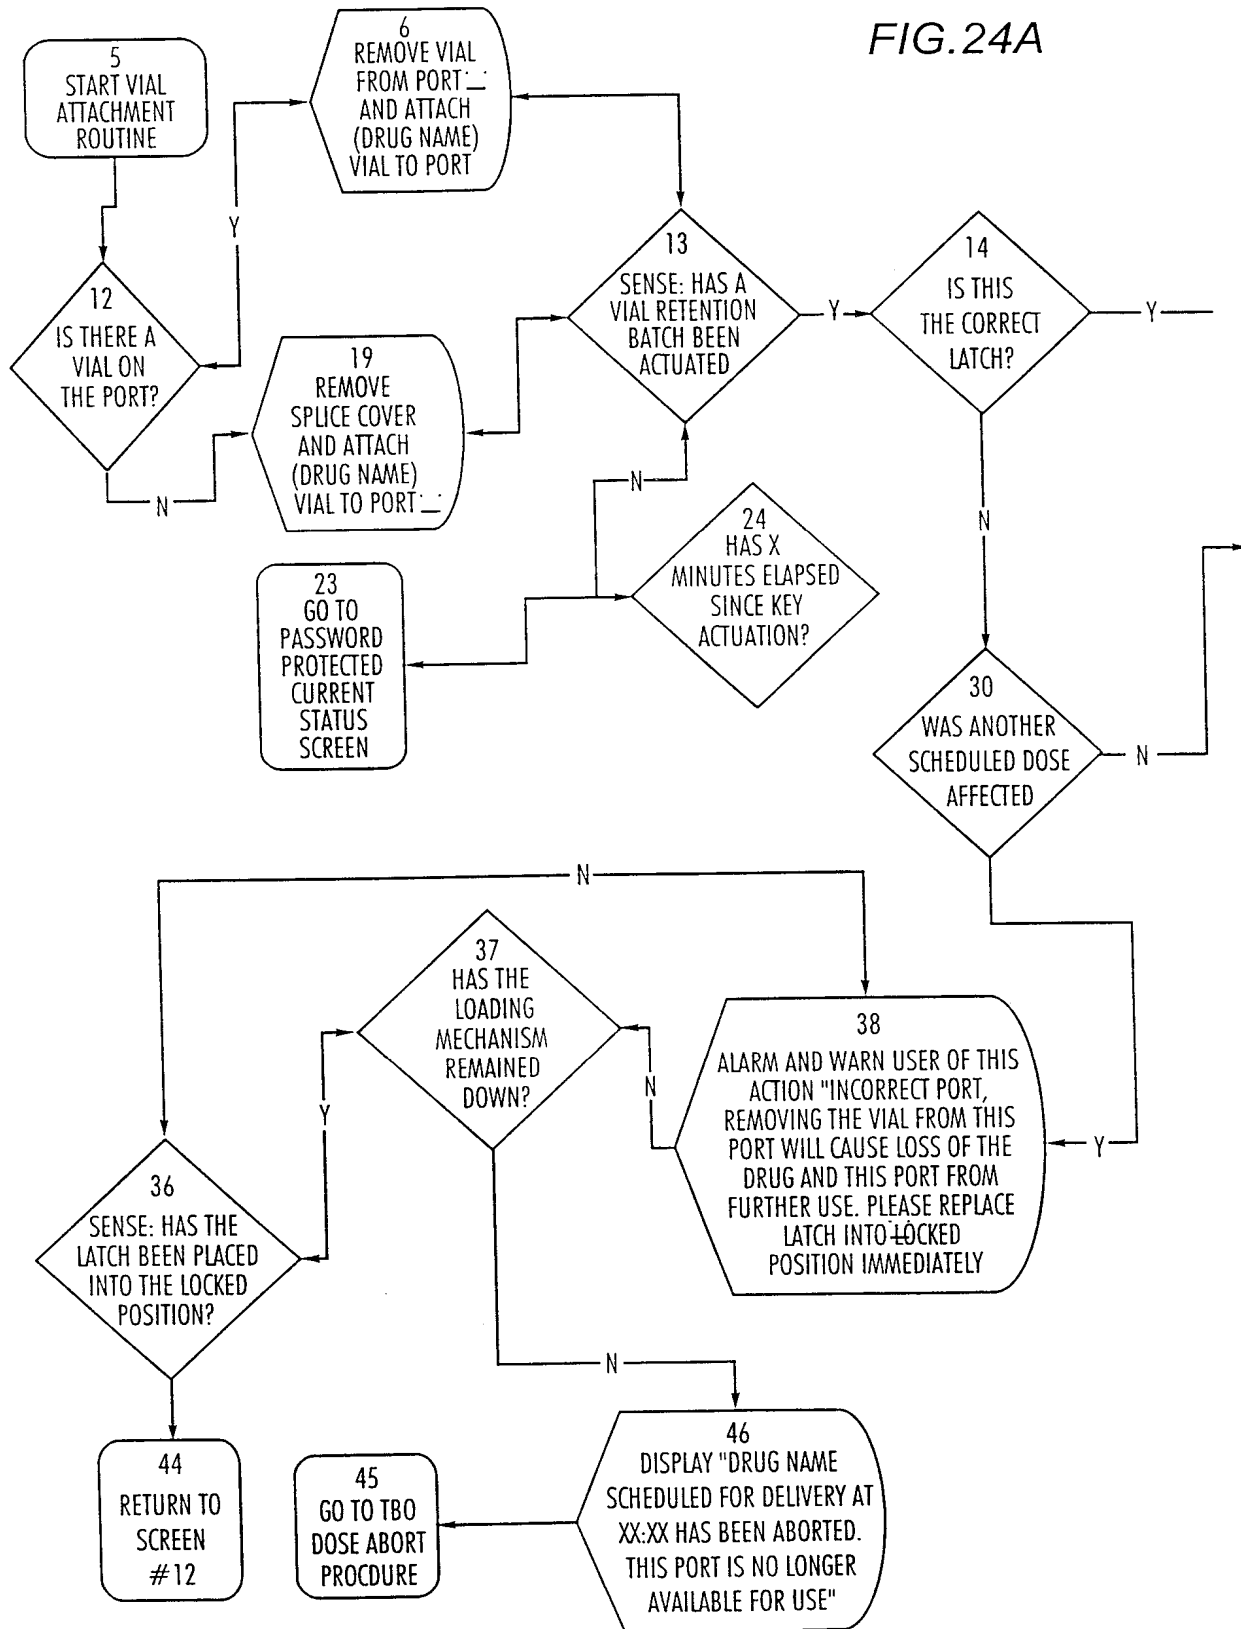 FIG.24A
5
START VIAL
ATTACHMENT
ROUTINE
6
REMOVE VIAL
FROM PORT _
AND ATTACH
(DRUG NAME)
VIAL TO PORT
Y
12
IS THERE A
VIAL ON
THE PORT?
N
19
REMOVE
SPLICE COVER
AND ATTACH
(DRUG NAME)
VIAL TO PORT _
13
SENSE: HAS A
VIAL RETENTION
BATCH BEEN
ACTUATED
Y
14
IS THIS
THE CORRECT
LATCH?
Y
N
N
24
HAS X
MINUTES ELAPSED
SINCE KEY
ACTUATION?
23
GO TO
PASSWORD
PROTECTED
CURRENT
STATUS
SCREEN
30
WAS ANOTHER
SCHEDULED DOSE
AFFECTED
N
Y
N
37
HAS THE
LOADING
MECHANISM
REMAINED
DOWN?
N
Y
N
38
ALARM AND WARN USER OF THIS
ACTION "INCORRECT PORT,
REMOVING THE VIAL FROM THIS
PORT WILL CAUSE LOSS OF THE
DRUG AND THIS PORT FROM
FURTHER USE. PLEASE REPLACE
LATCH INTO LOCKED
POSITION IMMEDIATELY
36
SENSE: HAS THE
LATCH BEEN PLACED
INTO THE LOCKED
POSITION?
44
RETURN TO
SCREEN
#12
45
GO TO TBO
DOSE ABORT
PROCDURE
46
DISPLAY "DRUG NAME
SCHEDULED FOR DELIVERY AT
XX:XX HAS BEEN ABORTED.
THIS PORT IS NO LONGER
AVAILABLE FOR USE"